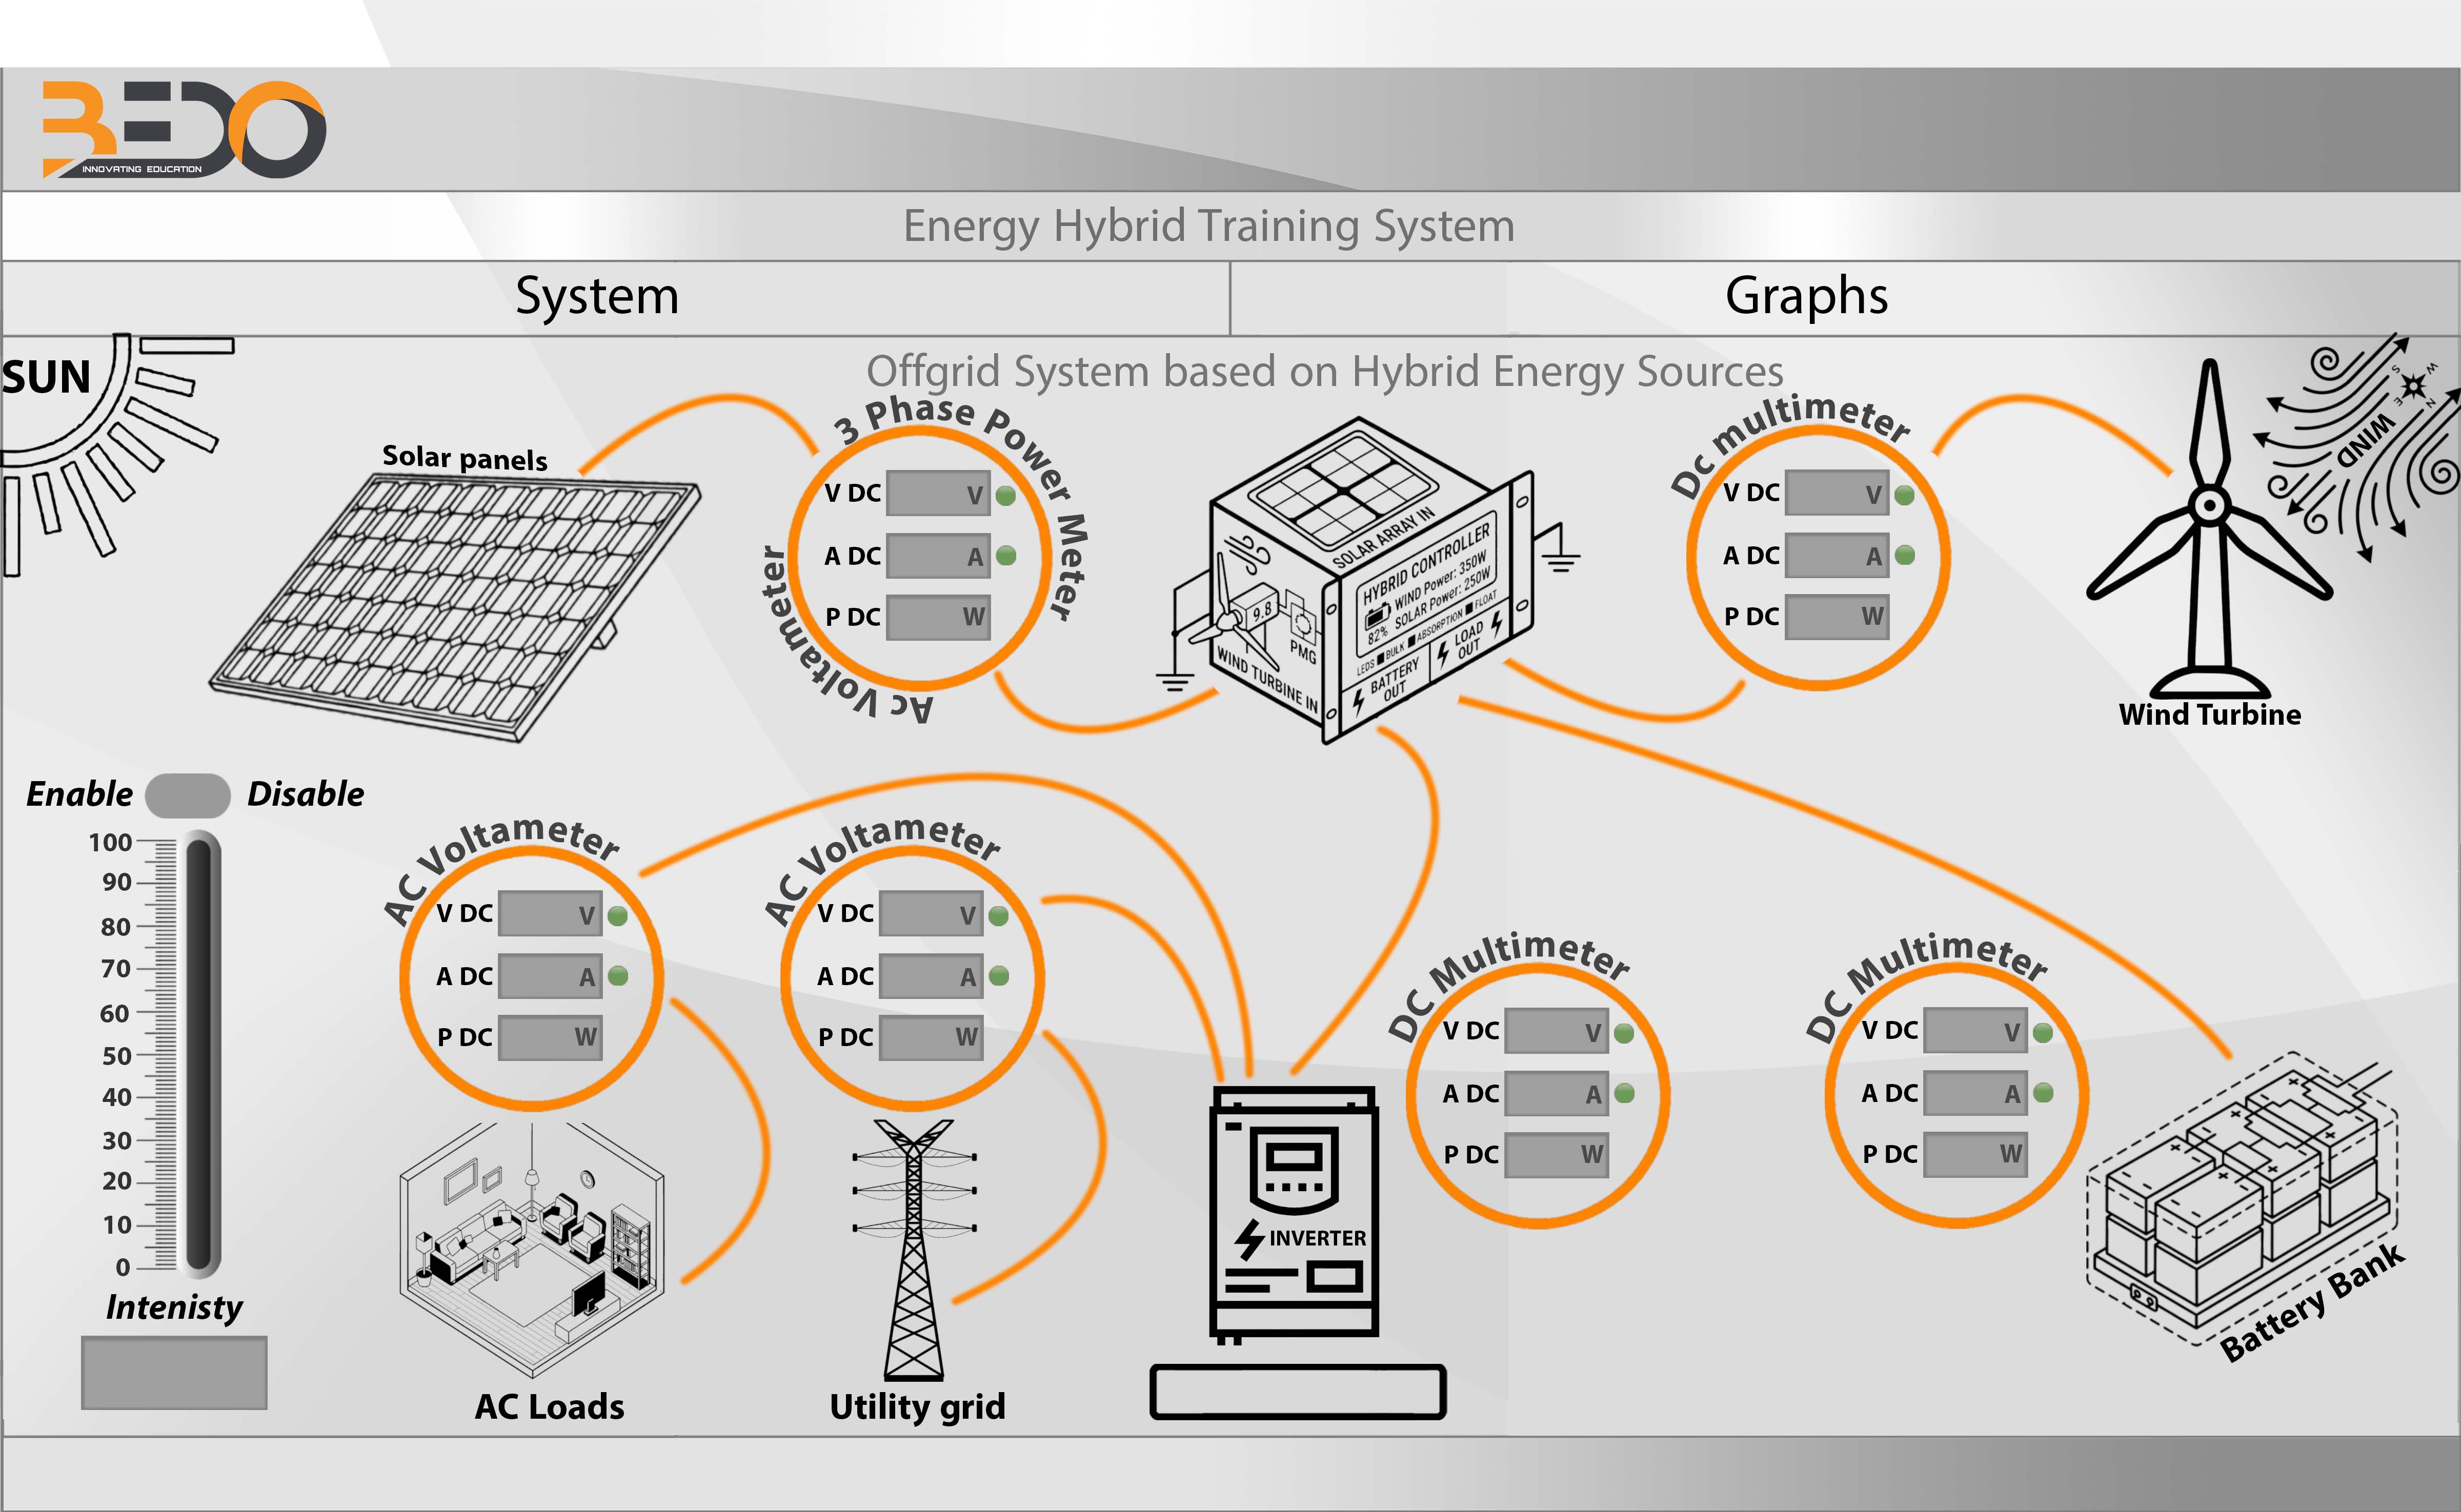 BEDO
INNOVATING EDUCATION
Energy Hybrid Training System
System
Graphs
Offgrid System based on Hybrid Energy Sources
SUN
Solar panels
3 Phase Power Meter
Ac Voltameter
V DC V
A DC A
P DC W
SOLAR ARRAY IN
HYBRID CONTROLLER
WIND Power: 350W
SOLAR Power: 250W
82%
LEDS BULK ABSORPTION FLOAT
BATTERY OUT
LOAD OUT
9.8
PMG
WIND TURBINE IN
Dc multimeter
V DC V
A DC A
P DC W
WIND
N
E
S
W
Wind Turbine
Enable Disable
100
90
80
70
60
50
40
30
20
10
0
Intenisty
AC Voltameter
V DC V
A DC A
P DC W
AC Loads
AC Voltameter
V DC V
A DC A
P DC W
Utility grid
INVERTER
DC Multimeter
V DC V
A DC A
P DC W
DC Multimeter
V DC V
A DC A
P DC W
Battery Bank